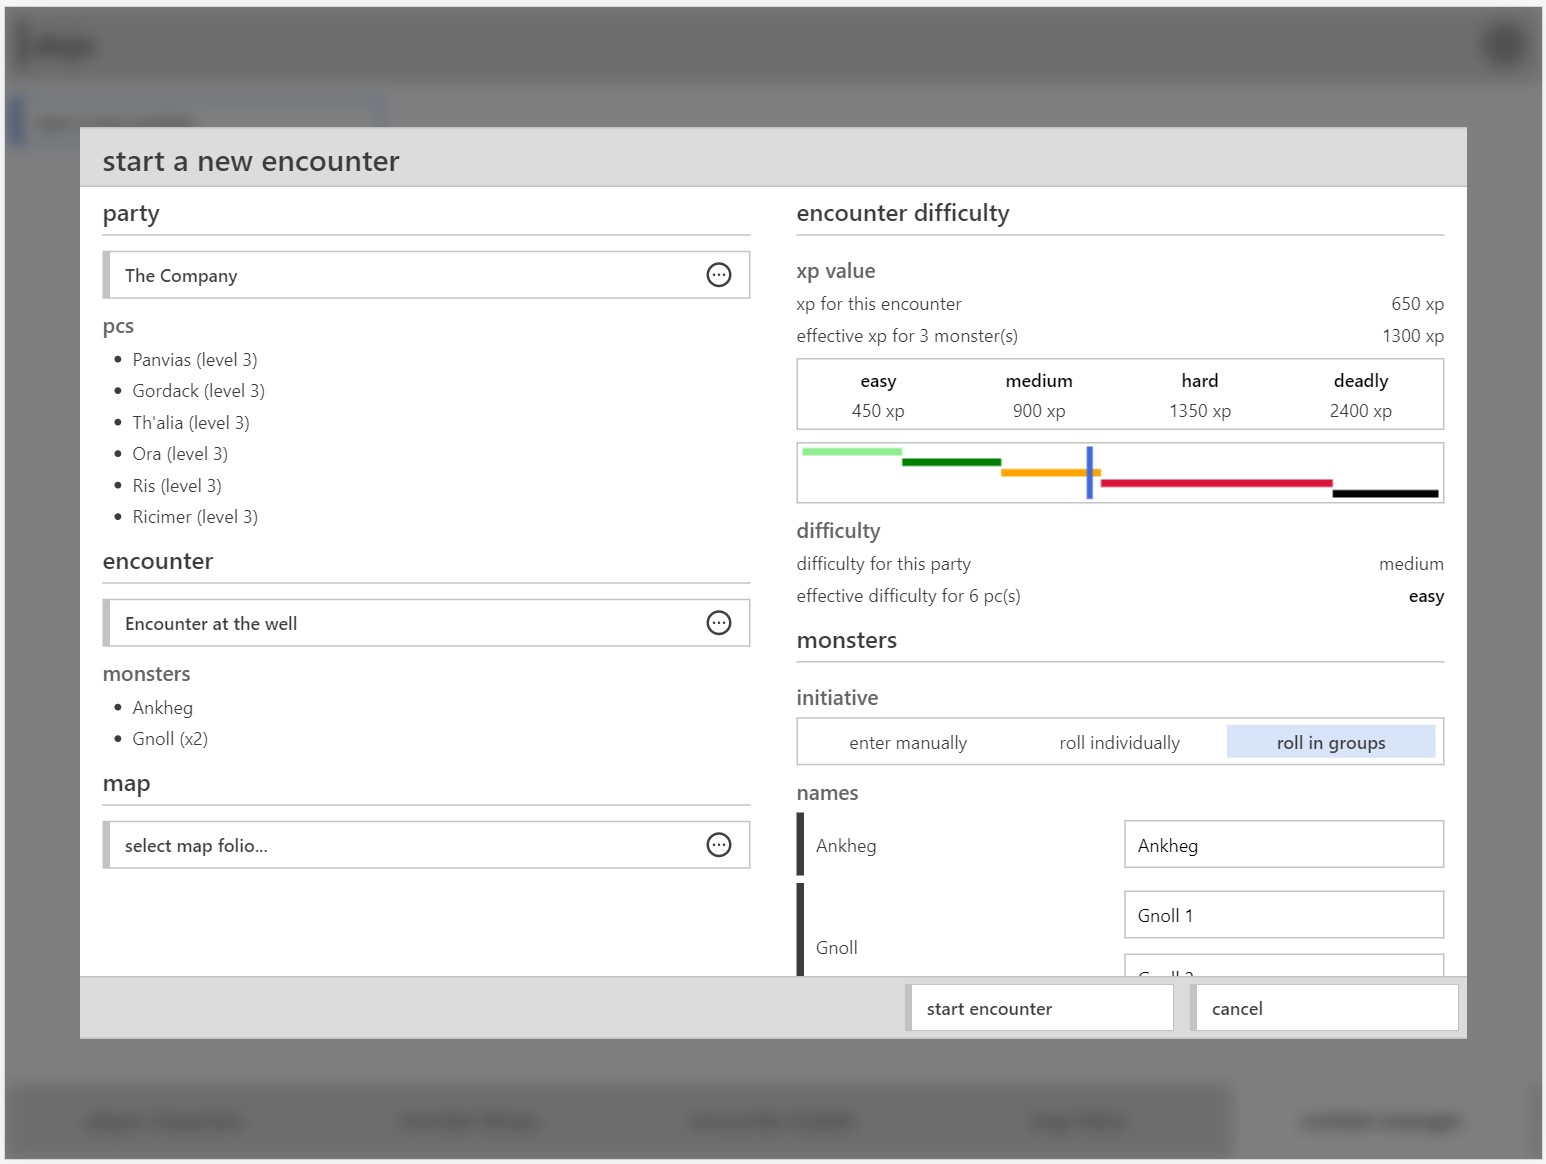 start a new encounter
party
The Company
pcs
Panvias (level 3)
Gordack (level 3)
Th'alia (level 3)
Ora (level 3)
Ris (level 3)
Ricimer (level 3)
encounter
Encounter at the well
monsters
Ankheg
Gnoll (x2)
map
select map folio...
encounter difficulty
xp value
xp for this encounter 650 xp
effective xp for 3 monster(s) 1300 xp
easy medium hard deadly
450 xp 900 xp 1350 xp 2400 xp
difficulty
difficulty for this party medium
effective difficulty for 6 pc(s) easy
monsters
initiative
enter manually roll individually roll in groups
names
Ankheg Ankheg
Gnoll 1
Gnoll
start encounter cancel